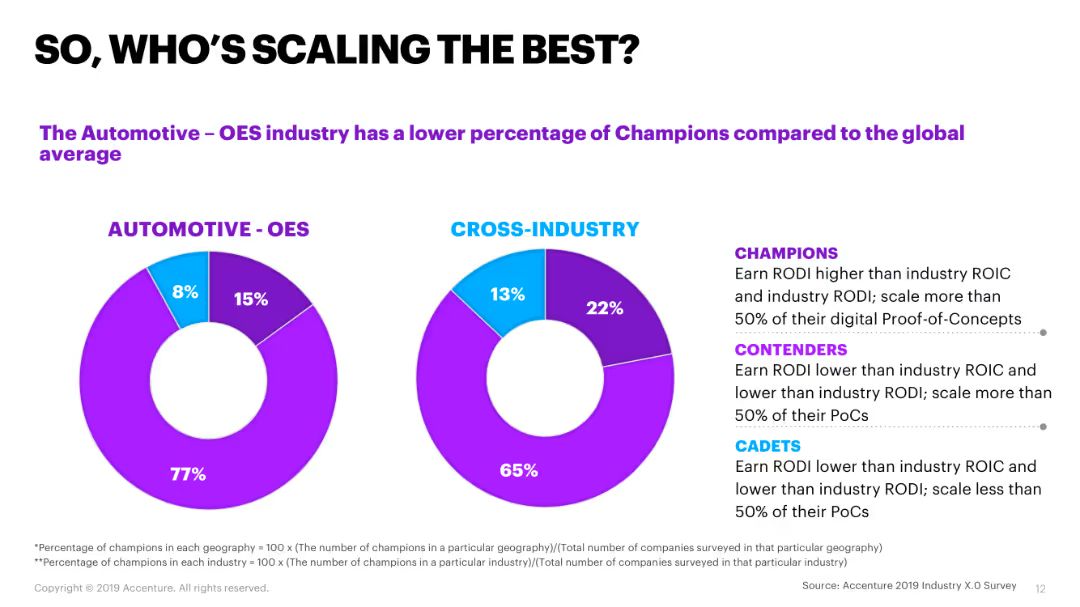 SO, WHO'S SCALING THE BEST?
The Automotive – OES industry has a lower percentage of Champions compared to the global
average
AUTOMOTIVE - OES
8%
15%
77%
CROSS-INDUSTRY
13%
22%
65%
CHAMPIONS
Earn RODI higher than industry ROIC
and industry RODI; scale more than
50% of their digital Proof-of-Concepts
CONTENDERS
Earn RODI lower than industry ROIC and
lower than industry RODI; scale more than
50% of their PoCs
CADETS
Earn RODI lower than industry ROIC and
lower than industry RODI; scale less than
50% of their PoCs
*Percentage of champions in each geography = 100 x (The number of champions in a particular geography)/(Total number of companies surveyed in that particular geography)
**Percentage of champions in each industry = 100 x (The number of champions in a particular industry)/(Total number of companies surveyed in that particular industry)
Copyright © 2019 Accenture. All rights reserved.
Source: Accenture 2019 Industry X.0 Survey
12